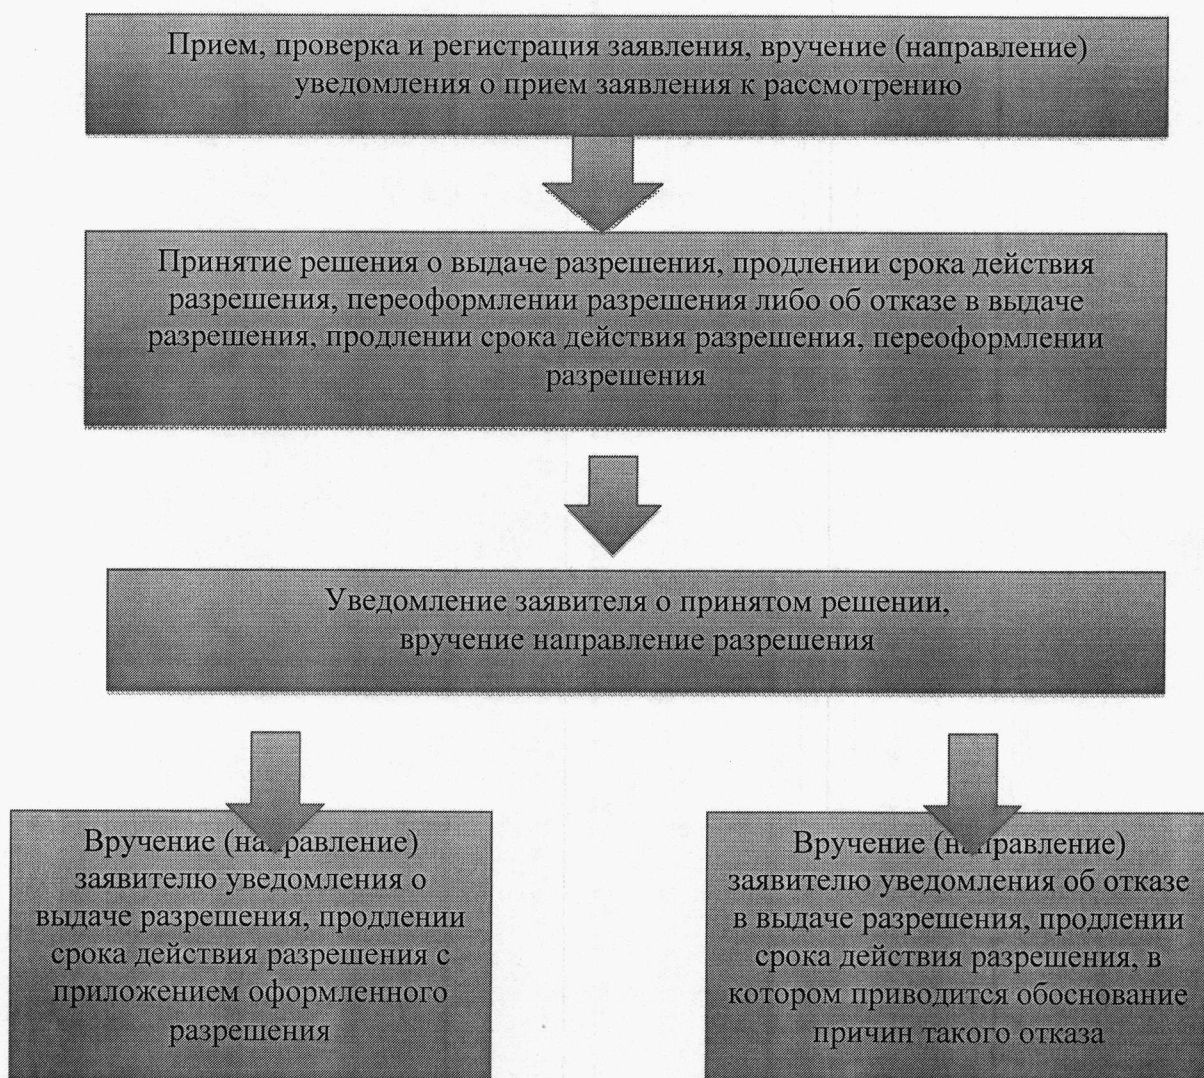 Прием, проверка и регистрация заявления, вручение (направление)
уведомления о прием заявления к рассмотрению
Принятие решения о выдаче разрешения, продлении срока действия
разрешения, переоформлении разрешения либо об отказе в выдаче
разрешения, продлении срока действия разрешения, переоформлении
разрешения
Уведомление заявителя о принятом решении,
вручение направление разрешения
Вручение (направление)
заявителю уведомления о
выдаче разрешения, продлении
срока действия разрешения с
приложением оформленного
разрешения
Вручение (направление)
заявителю уведомления об отказе
в выдаче разрешения, продлении
срока действия разрешения, в
котором приводится обоснование
причин такого отказа